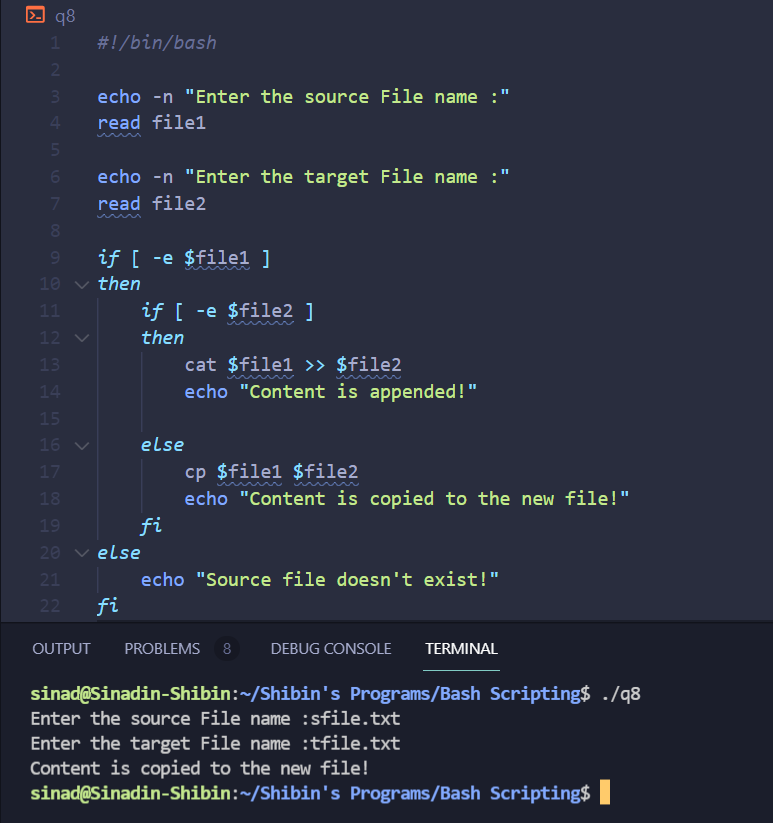 q8
1 #!/bin/bash
2
3 echo -n "Enter the source File name :"
4 read file1
5
6 echo -n "Enter the target File name :"
7 read file2
8
9 if [ -e $file1 ]
10 then
11     if [ -e $file2 ]
12     then
13         cat $file1 >> $file2
14         echo "Content is appended!"
15
16     else
17         cp $file1 $file2
18         echo "Content is copied to the new file!"
19     fi
20 else
21     echo "Source file doesn't exist!"
22 fi
OUTPUT PROBLEMS 8 DEBUG CONSOLE TERMINAL
sinad@Sinadin-Shibin:~/Shibin's Programs/Bash Scripting$ ./q8
Enter the source File name :sfile.txt
Enter the target File name :tfile.txt
Content is copied to the new file!
sinad@Sinadin-Shibin:~/Shibin's Programs/Bash Scripting$